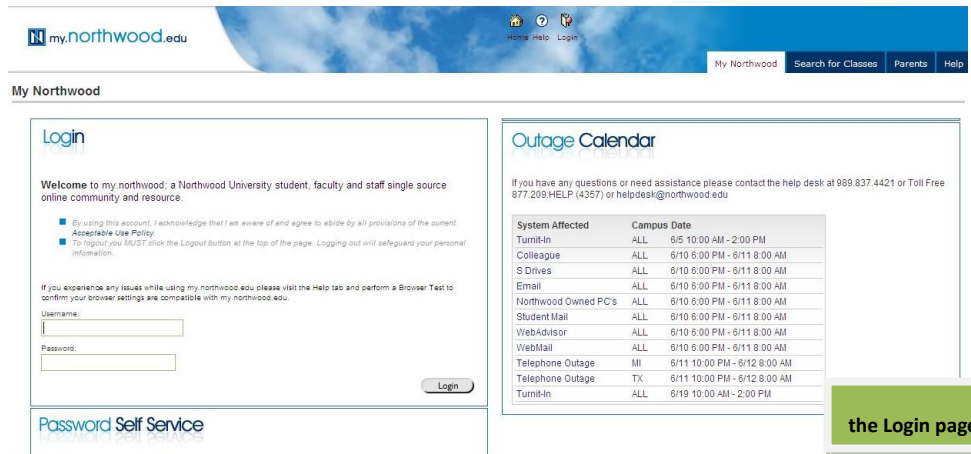 N my.northwood.edu
Home Help Login
My Northwood Search for Classes Parents Help
My Northwood
Login
Welcome to my.northwood; a Northwood University student, faculty and staff single source
online community and resource.
By using this account, I acknowledge that I am aware of and agree to abide by all provisions of the current
Acceptable Use Policy.
To logout you MUST click the Logout button at the top of the page. Logging out will safeguard your personal
information.
If you experience any issues while using my.northwood.edu please visit the Help tab and perform a Browser Test to
confirm your browser settings are compatible with my.northwood.edu.
Username:
Password:
Login
Password Self Service
Outage Calendar
If you have any questions or need assistance please contact the help desk at 989.837.4421 or Toll Free
877.209.HELP (4357) or helpdesk@northwood.edu
System Affected Campus Date
Turnit-In ALL 6/5 10:00 AM - 2:00 PM
Colleague ALL 6/10 6:00 PM - 6/11 8:00 AM
S Drives ALL 6/10 6:00 PM - 6/11 8:00 AM
Email ALL 6/10 6:00 PM - 6/11 8:00 AM
Northwood Owned PC's ALL 6/10 6:00 PM - 6/11 8:00 AM
Student Mail ALL 6/10 6:00 PM - 6/11 8:00 AM
WebAdvisor ALL 6/10 6:00 PM - 6/11 8:00 AM
WebMail ALL 6/10 6:00 PM - 6/11 8:00 AM
Telephone Outage MI 6/11 10:00 PM - 6/12 8:00 AM
Telephone Outage TX 6/11 10:00 PM - 6/12 8:00 AM
Turnit-In ALL 6/19 10:00 AM - 2:00 PM
the Login page